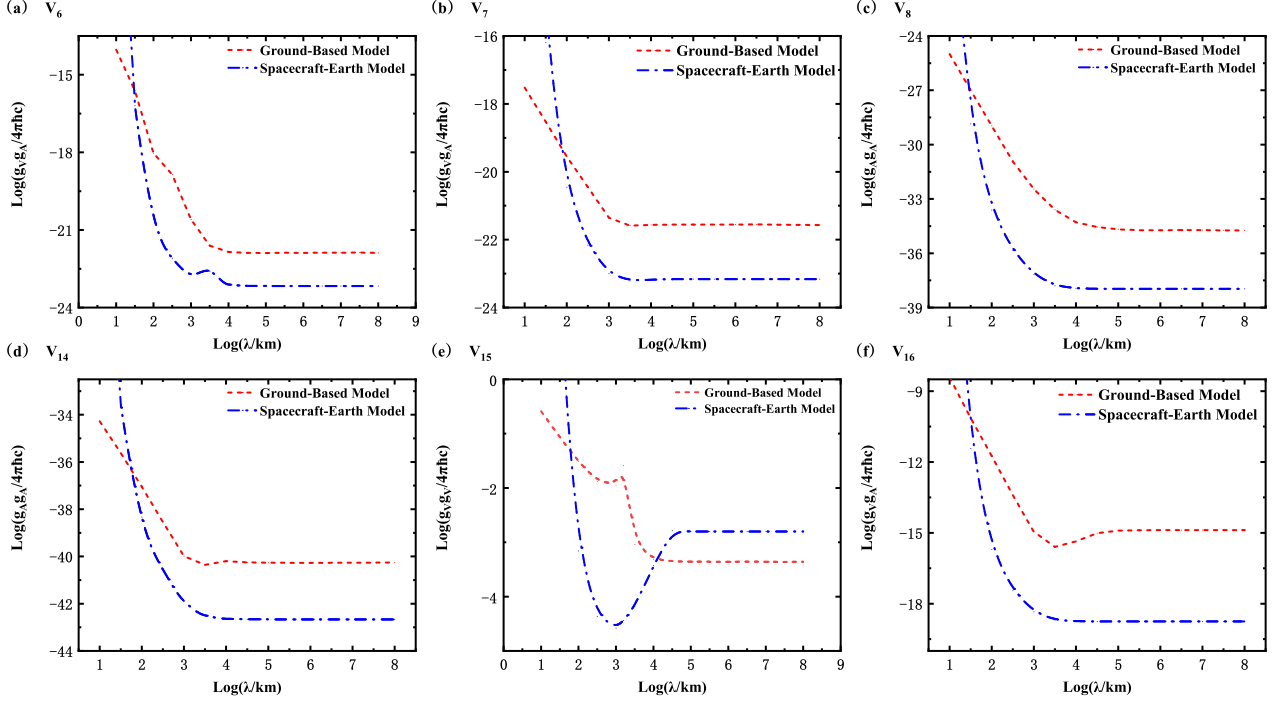 (a) V6
Log(gVgA/4πħc)
−15
−18
−21
−24
0 1 2 3 4 5 6 7 8 9
Log(λ/km)
Ground-Based Model
Spacecraft-Earth Model
(b) V7
Log(gVgA/4πħc)
−16
−18
−20
−22
−24
1 2 3 4 5 6 7 8
Log(λ/km)
Ground-Based Model
Spacecraft-Earth Model
(c) V8
Log(gAgA/4πħc)
−24
−27
−30
−33
−36
−39
1 2 3 4 5 6 7 8
Log(λ/km)
Ground-Based Model
Spacecraft-Earth Model
(d) V14
Log(gAgA/4πħc)
−34
−36
−38
−40
−42
−44
1 2 3 4 5 6 7 8
Log(λ/km)
Ground-Based Model
Spacecraft-Earth Model
(e) V15
Log(gVgV/4πħc)
0
−2
−4
0 1 2 3 4 5 6 7 8 9
Log(λ/km)
Ground-Based Model
Spacecraft-Earth Model
(f) V16
Log(gVgA/4πħc)
−9
−12
−15
−18
1 2 3 4 5 6 7 8
Log(λ/km)
Ground-Based Model
Spacecraft-Earth Model